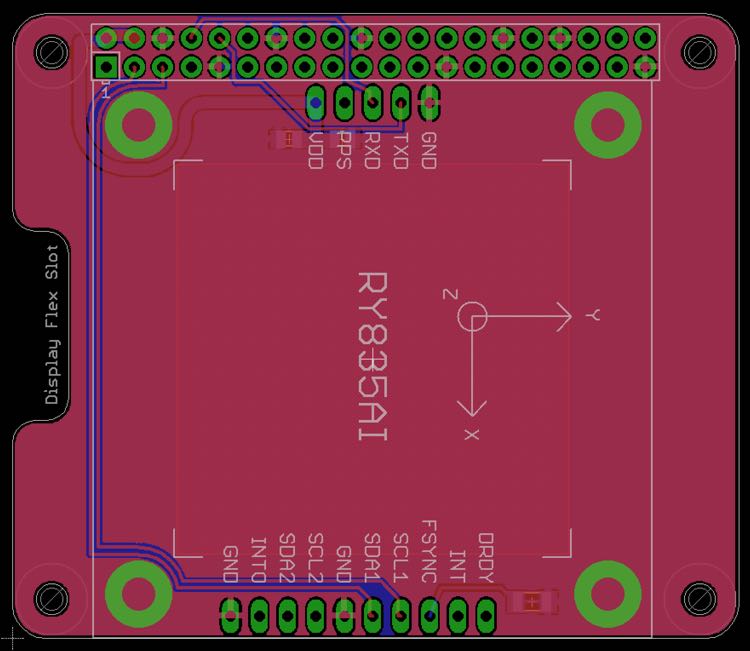 1
VDD
PPS
RXD
TXD
GND
Display Flex Slot
RY835AI
Z
Y
X
GND
INTO
SDA2
SCL2
GND
SDA1
SCL1
FSYNC
INT
DRDY